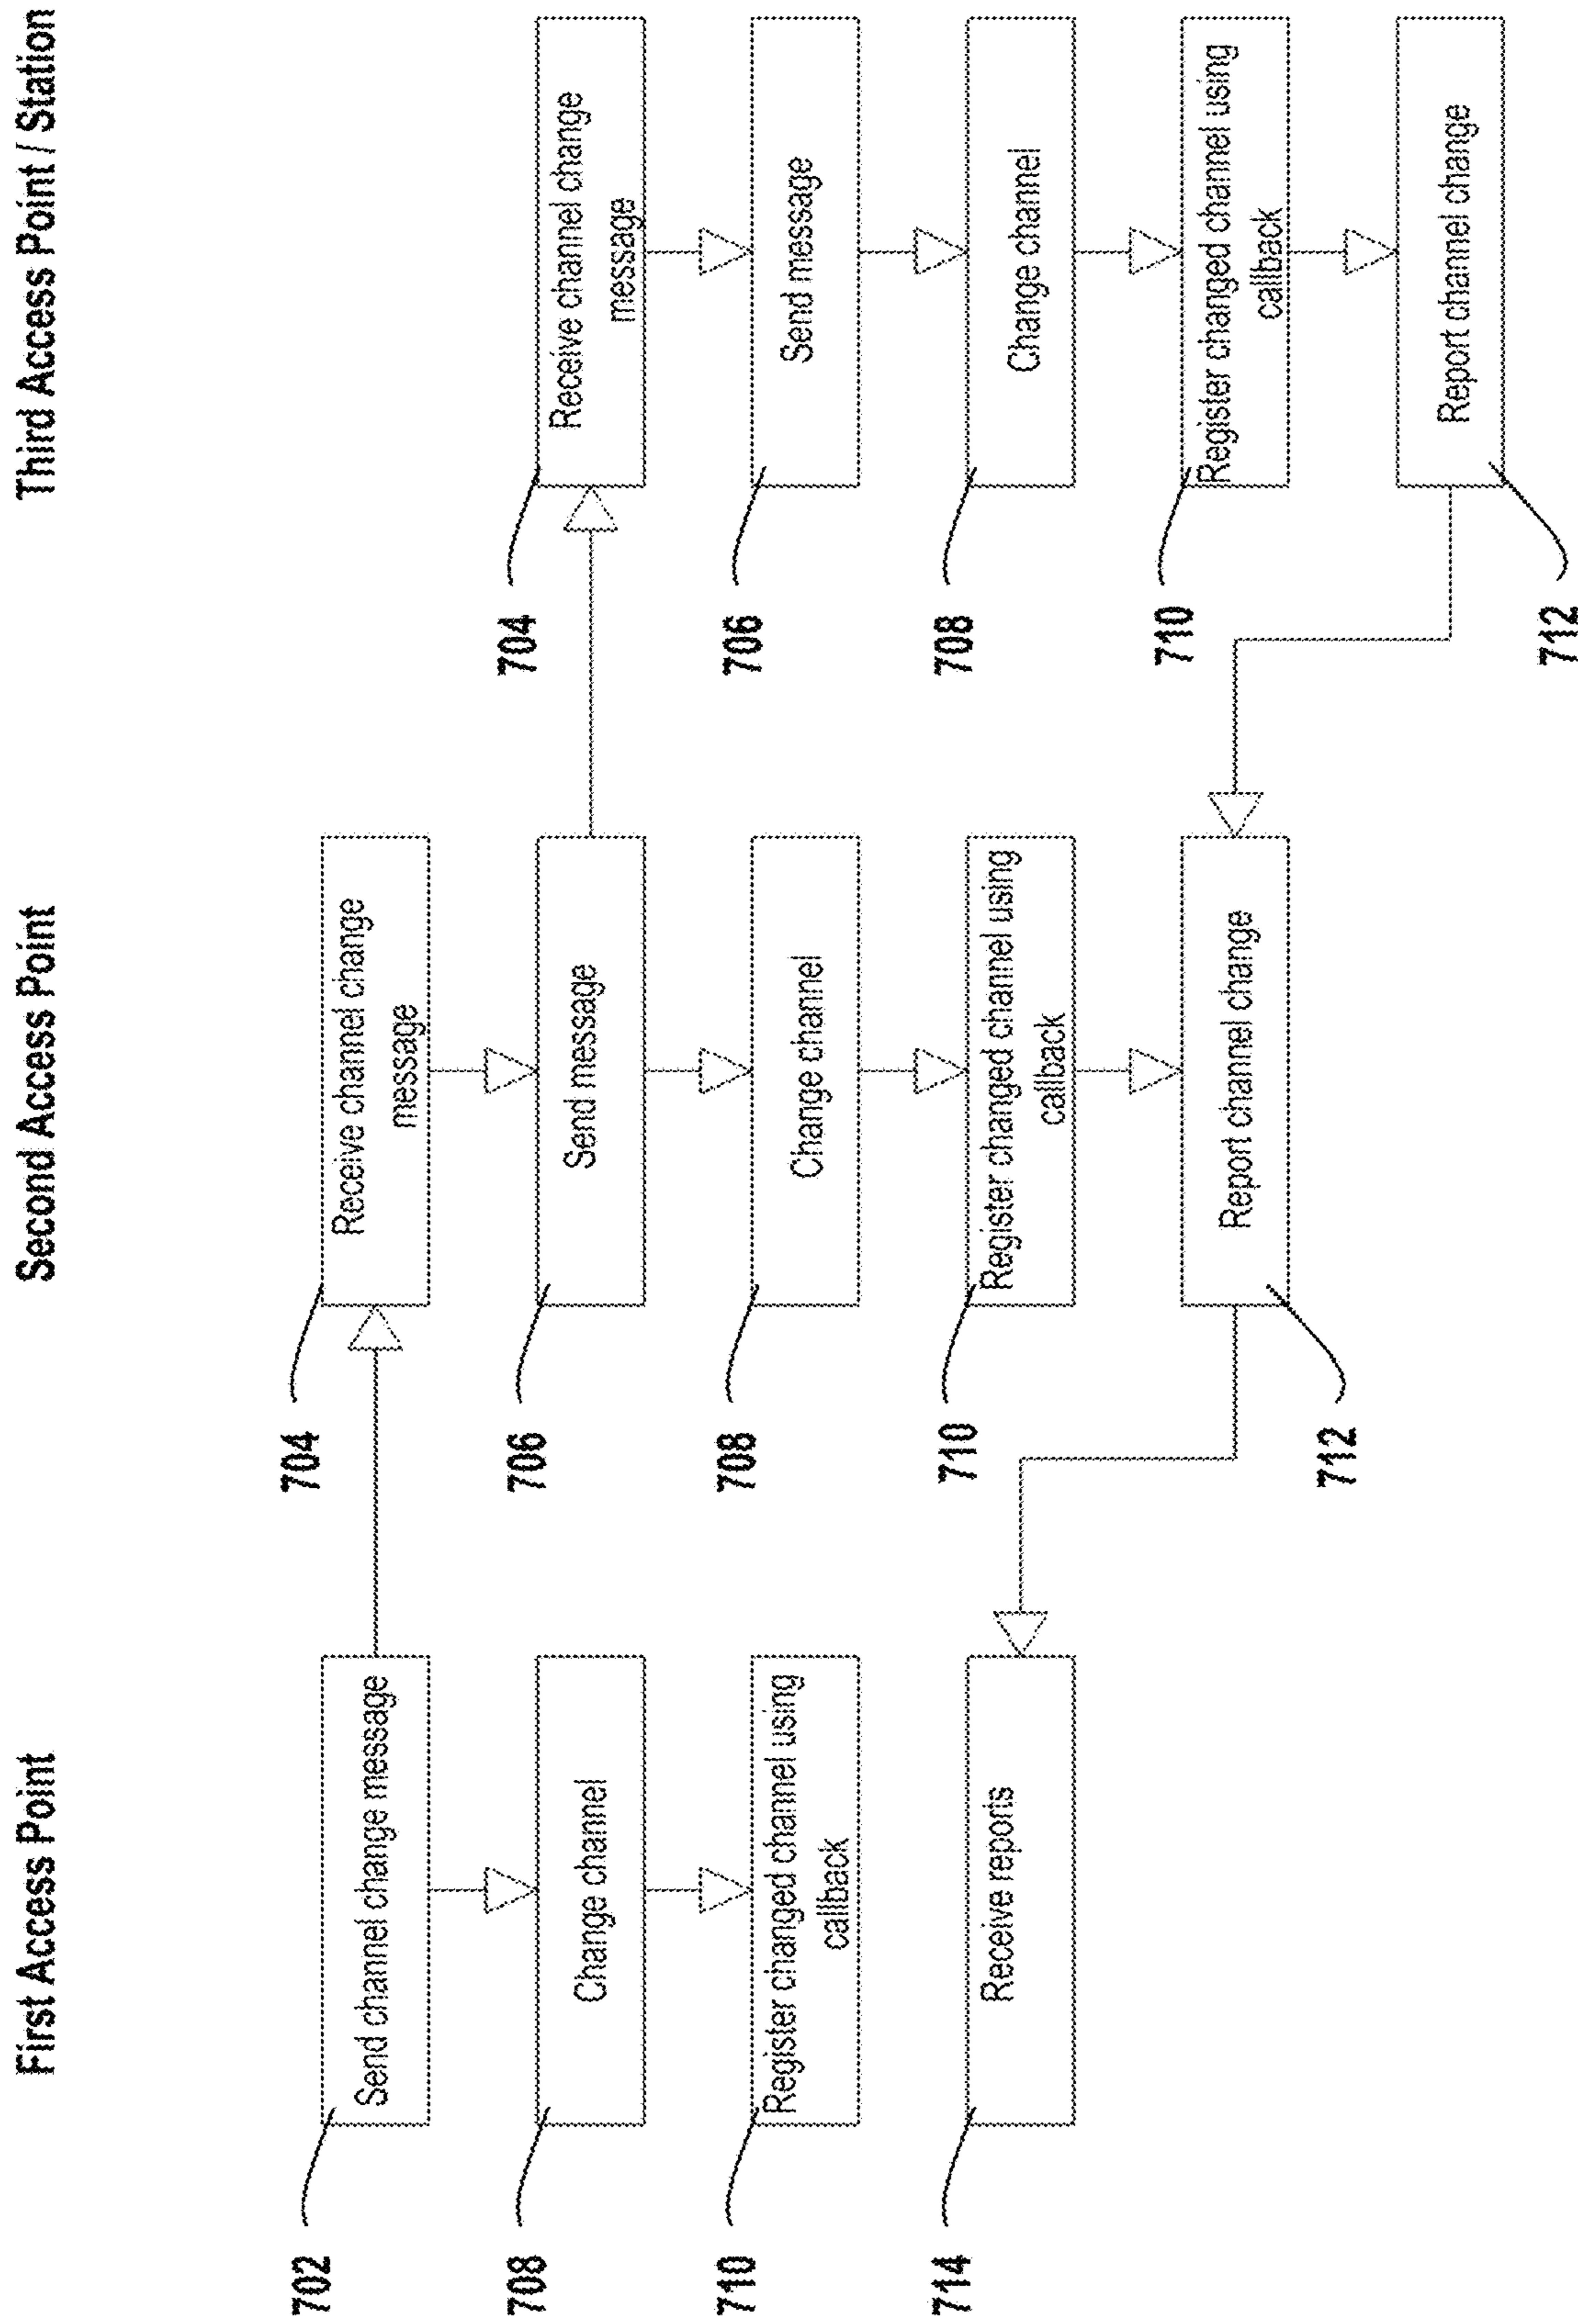 First Access Point
Second Access Point
Third Access Point / Station
702
Send channel change message
708
Change channel
710
Register changed channel using
callback
714
Receive reports
704
Receive channel change
message
706
Send message
708
Change channel
710
Register changed channel using
callback
712
Report channel change
704
Receive channel change
message
706
Send message
708
Change channel
710
Register changed channel using
callback
712
Report channel change